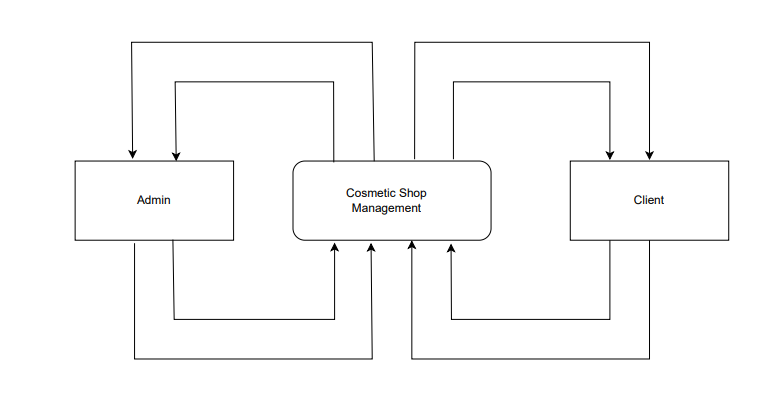 Admin
Cosmetic Shop
Management
Client